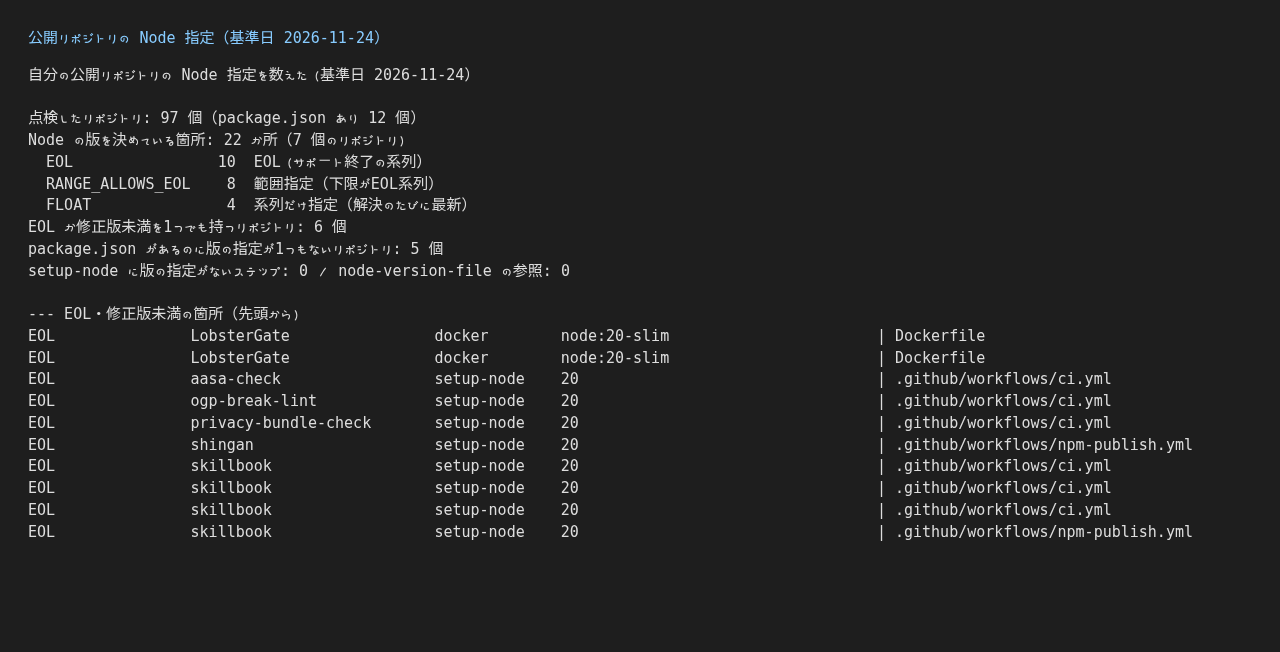 公開リポジトリの Node 指定（基準日 2026-11-24）
自分の公開リポジトリの Node 指定を数えた（基準日 2026-11-24）
点検したリポジトリ: 97 個（package.json あり 12 個）
Node の版を決めている箇所: 22 か所（7 個のリポジトリ）
EOL 10 EOL（サポート終了の系列）
RANGE_ALLOWS_EOL 8 範囲指定（下限がEOL系列）
FLOAT 4 系列だけ指定（解決のたびに最新）
EOL か修正版未満を1つでも持つリポジトリ: 6 個
package.json があるのに版の指定が1つもないリポジトリ: 5 個
setup-node に版の指定がないステップ: 0 / node-version-file の参照: 0
--- EOL・修正版未満の箇所（先頭から）
EOL LobsterGate docker node:20-slim | Dockerfile
EOL LobsterGate docker node:20-slim | Dockerfile
EOL aasa-check setup-node 20 | .github/workflows/ci.yml
EOL ogp-break-lint setup-node 20 | .github/workflows/ci.yml
EOL privacy-bundle-check setup-node 20 | .github/workflows/ci.yml
EOL shingan setup-node 20 | .github/workflows/npm-publish.yml
EOL skillbook setup-node 20 | .github/workflows/ci.yml
EOL skillbook setup-node 20 | .github/workflows/ci.yml
EOL skillbook setup-node 20 | .github/workflows/ci.yml
EOL skillbook setup-node 20 | .github/workflows/npm-publish.yml